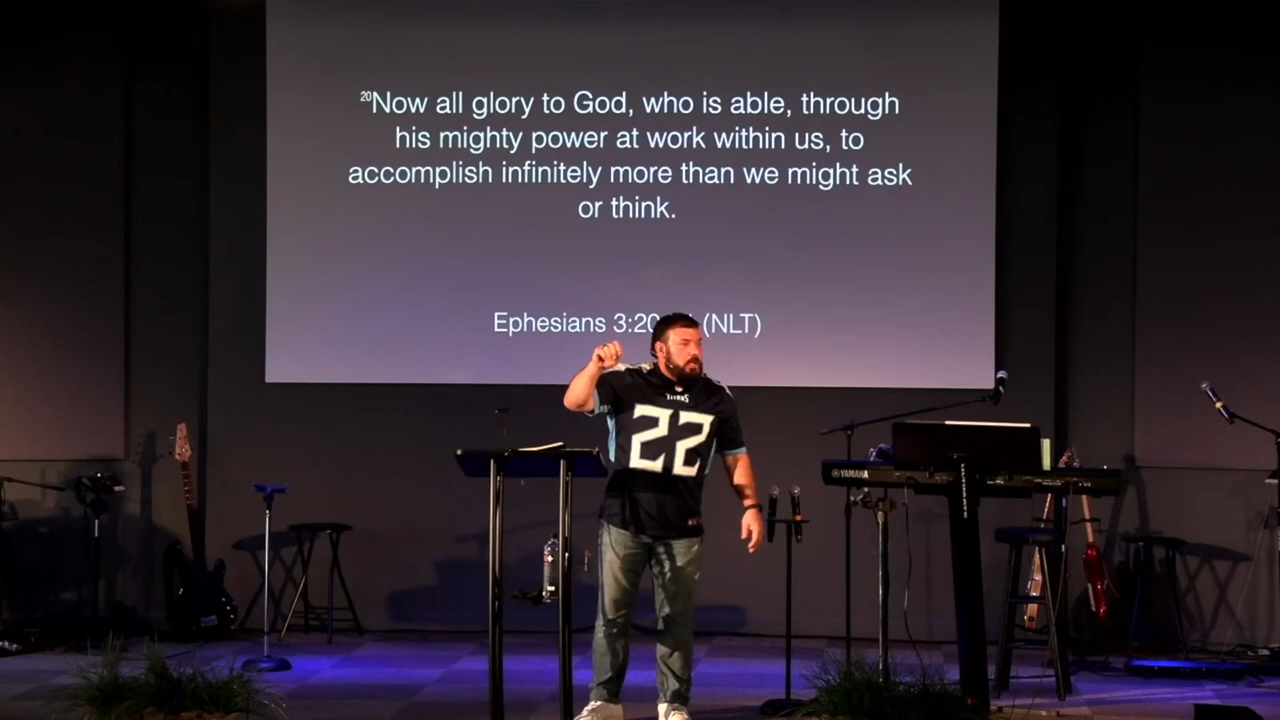 20Now all glory to God, who is able, through
his mighty power at work within us, to
accomplish infinitely more than we might ask
or think.
Ephesians 3:20 (NLT)
TITANS
22
YAMAHA